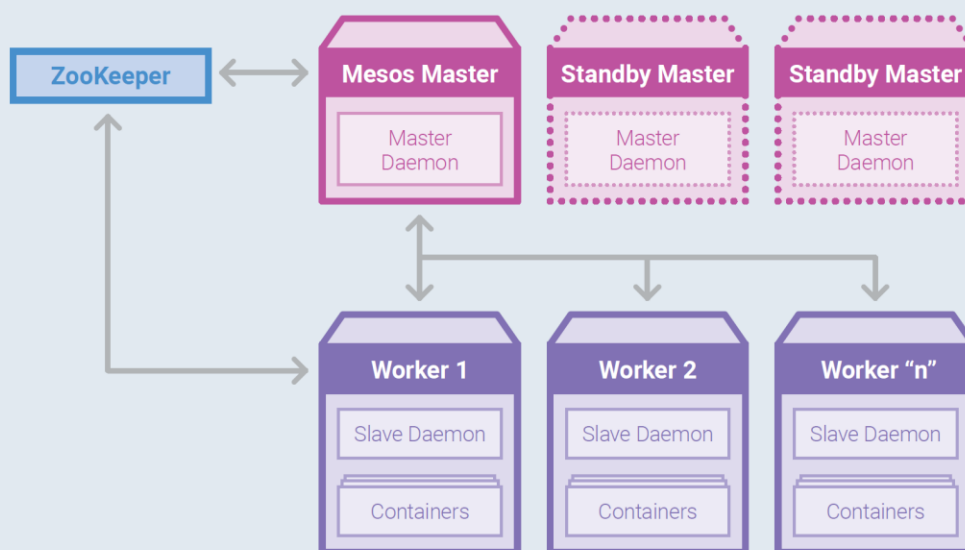 ZooKeeper
Mesos Master
Standby Master
Standby Master
Master
Daemon
Master
Daemon
Master
Daemon
Worker 1
Worker 2
Worker “n”
Slave Daemon
Slave Daemon
Slave Daemon
Containers
Containers
Containers